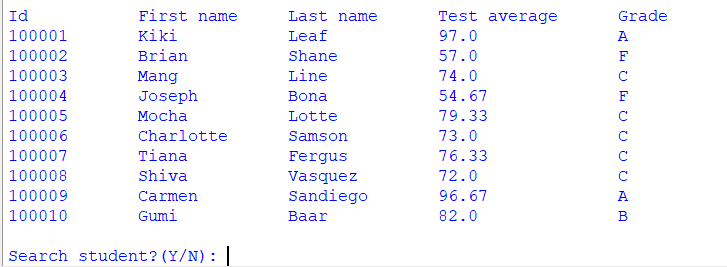 Id First name Last name Test average Grade
100001 Kiki Leaf 97.0 A
100002 Brian Shane 57.0 F
100003 Mang Line 74.0 C
100004 Joseph Bona 54.67 F
100005 Mocha Lotte 79.33 C
100006 Charlotte Samson 73.0 C
100007 Tiana Fergus 76.33 C
100008 Shiva Vasquez 72.0 C
100009 Carmen Sandiego 96.67 A
100010 Gumi Baar 82.0 B
Search student?(Y/N):